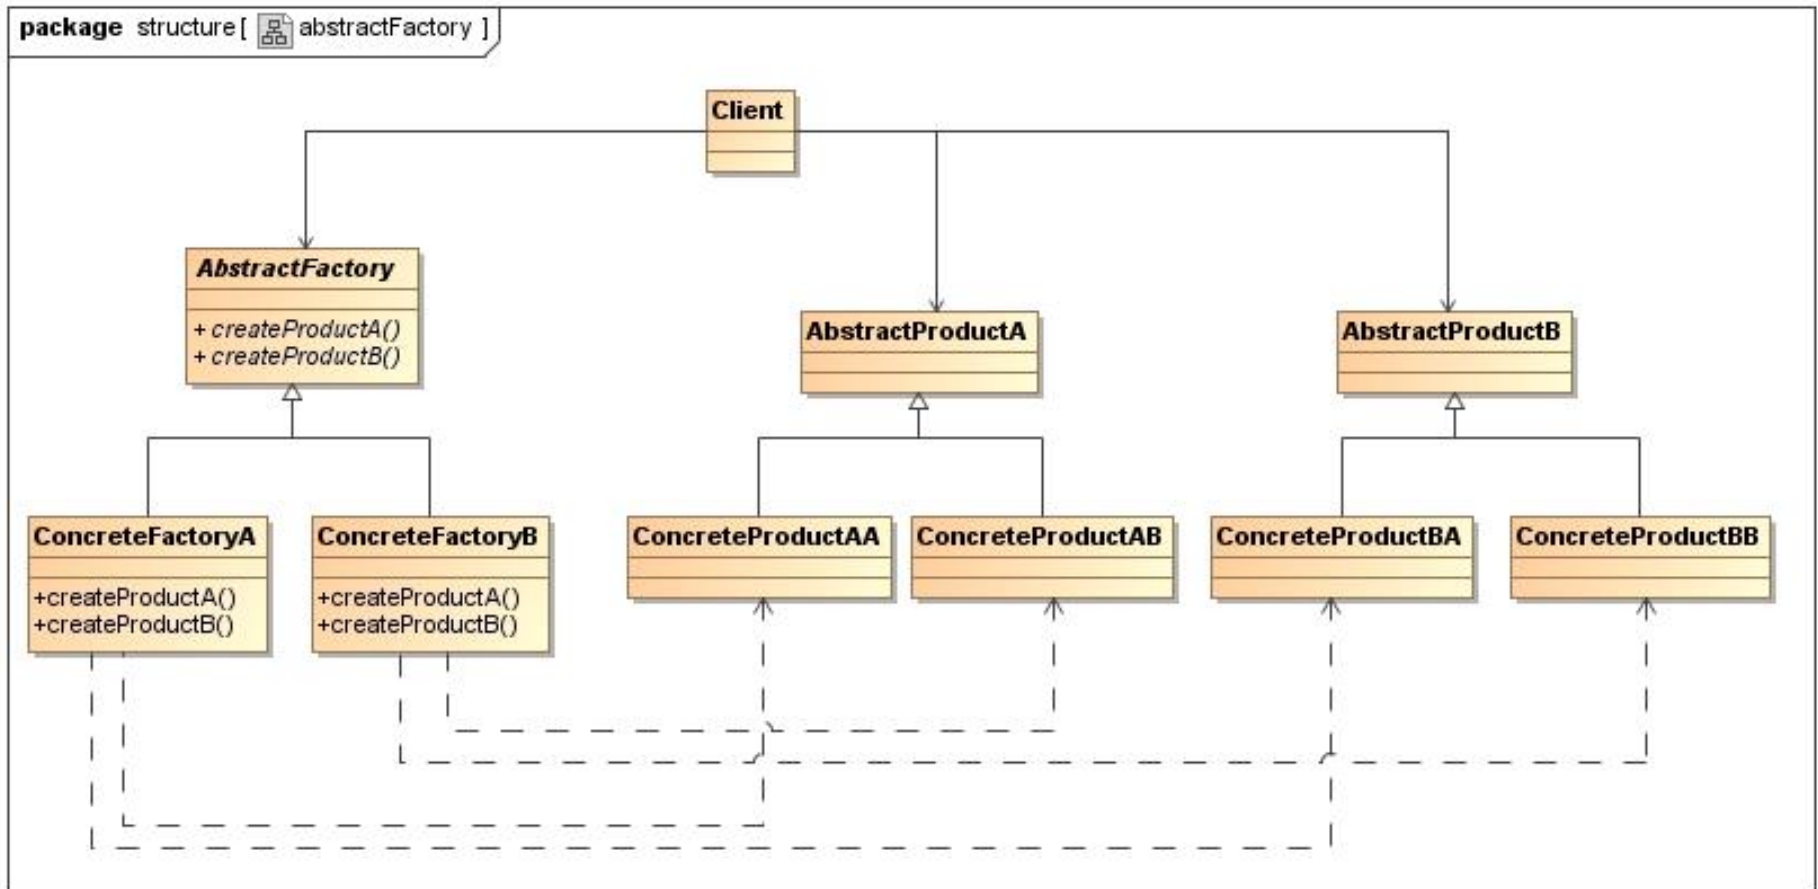 package structure [ abstractFactory ]
Client
AbstractFactory
+ createProductA()
+ createProductB()
AbstractProductA
AbstractProductB
ConcreteFactoryA
+createProductA()
+createProductB()
ConcreteFactoryB
+createProductA()
+createProductB()
ConcreteProductAA
ConcreteProductAB
ConcreteProductBA
ConcreteProductBB